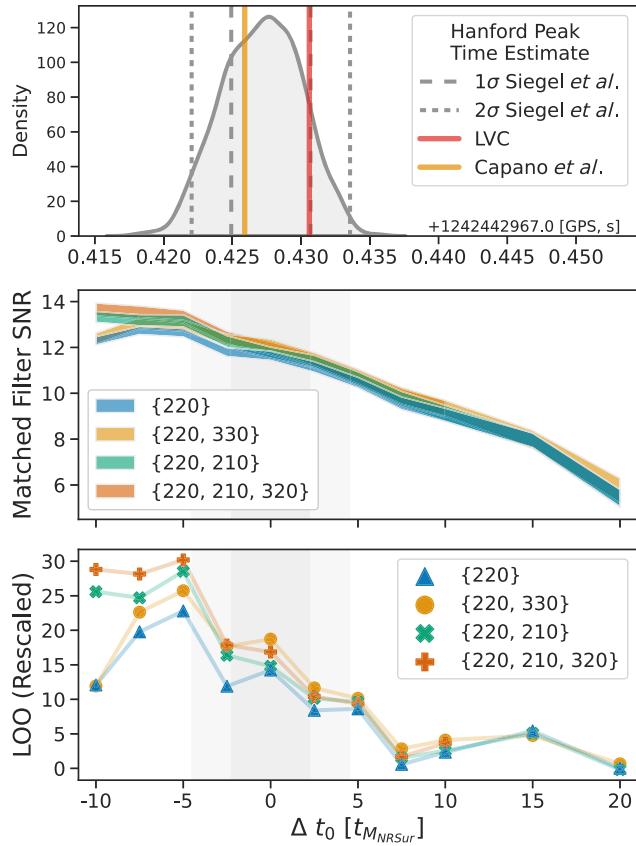 Hanford Peak
Time Estimate
1σ Siegel et al.
2σ Siegel et al.
LVC
Capano et al.
Density
120
100
80
60
40
20
0
+1242442967.0 [GPS, s]
0.415 0.420 0.425 0.430 0.435 0.440 0.445 0.450
Matched Filter SNR
14
12
10
8
6
{220}
{220, 330}
{220, 210}
{220, 210, 320}
LOO (Rescaled)
30
25
20
15
10
5
0
{220}
{220, 330}
{220, 210}
{220, 210, 320}
-10 -5 0 5 10 15 20
Δ t₀ [t_{M_{NRSur}}]